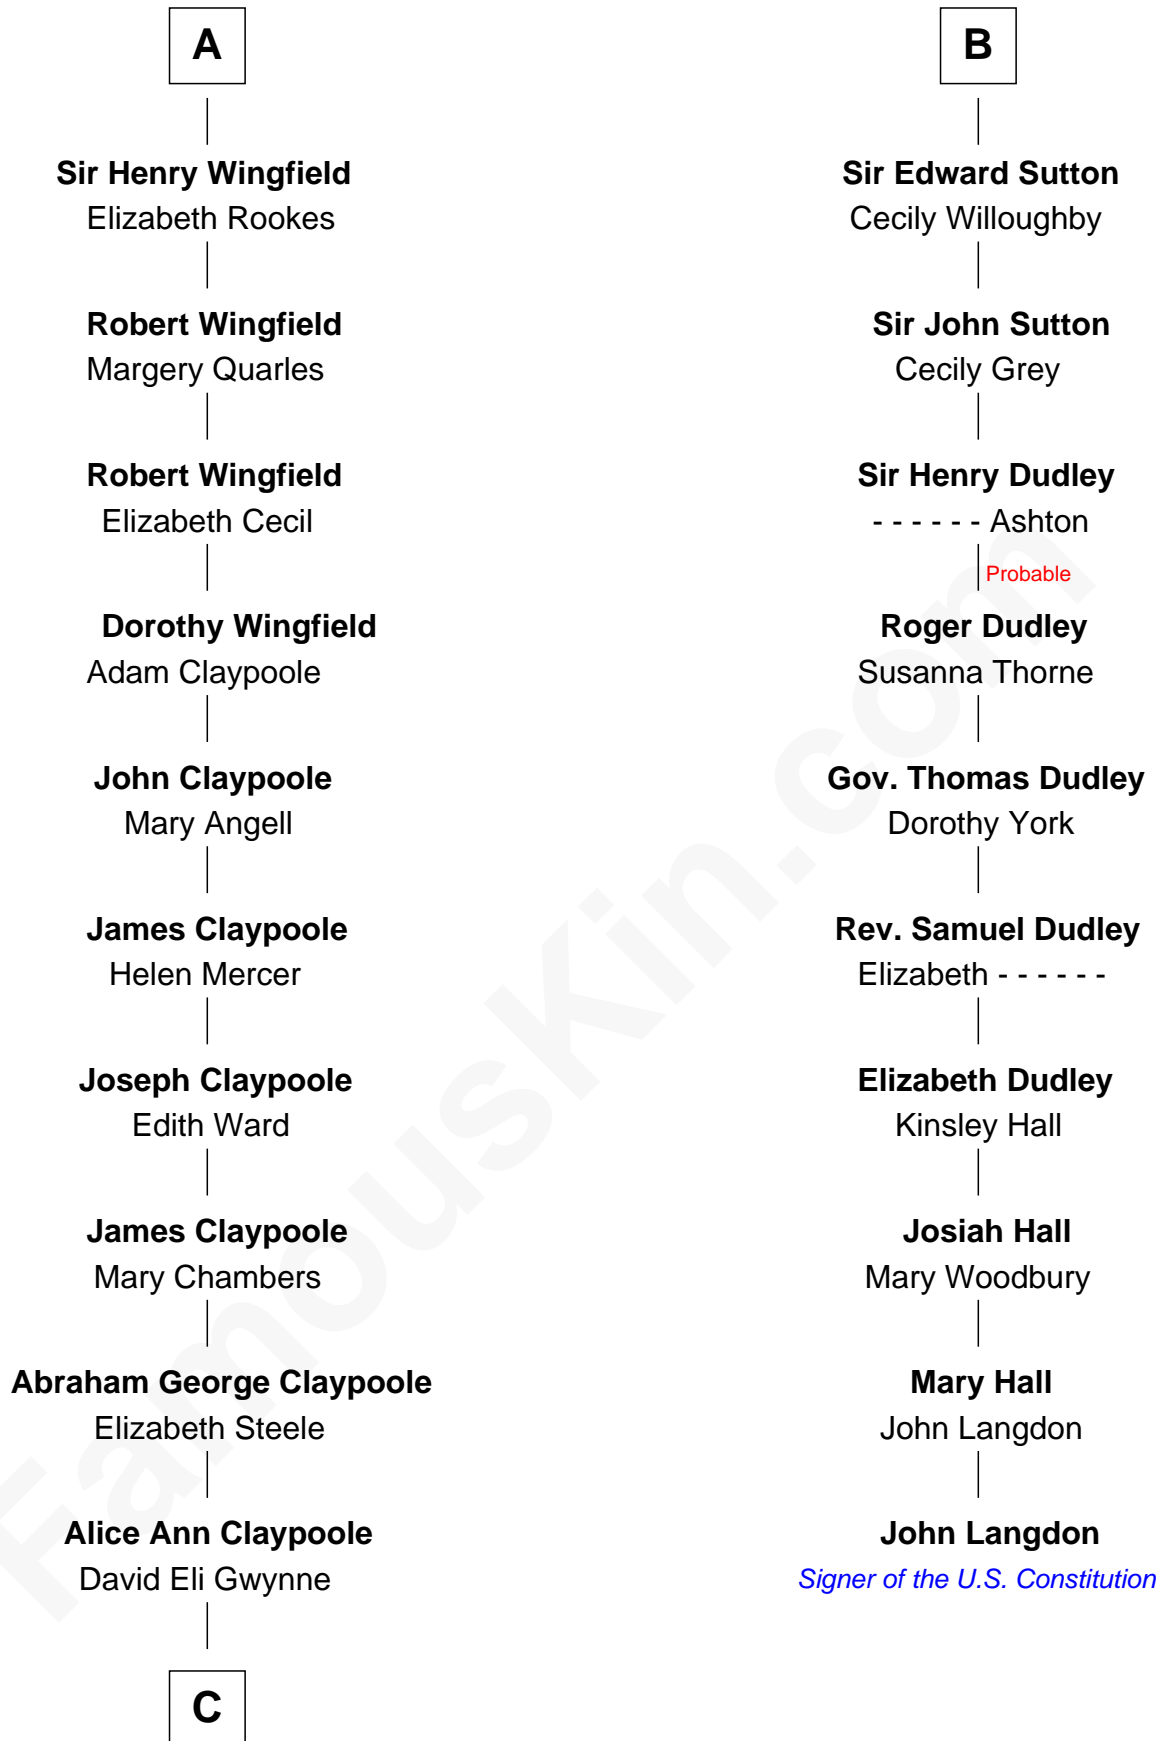 A
Sir Henry Wingfield
Elizabeth Rookes
Robert Wingfield
Margery Quarles
Robert Wingfield
Elizabeth Cecil
Dorothy Wingfield
Adam Claypoole
John Claypoole
Mary Angell
James Claypoole
Helen Mercer
Joseph Claypoole
Edith Ward
James Claypoole
Mary Chambers
Abraham George Claypoole
Elizabeth Steele
Alice Ann Claypoole
David Eli Gwynne
C
B
Sir Edward Sutton
Cecily Willoughby
Sir John Sutton
Cecily Grey
Sir Henry Dudley
- - - - - - Ashton
Probable
Roger Dudley
Susanna Thorne
Gov. Thomas Dudley
Dorothy York
Rev. Samuel Dudley
Elizabeth - - - - - -
Elizabeth Dudley
Kinsley Hall
Josiah Hall
Mary Woodbury
Mary Hall
John Langdon
John Langdon
Signer of the U.S. Constitution
FamousKin.com